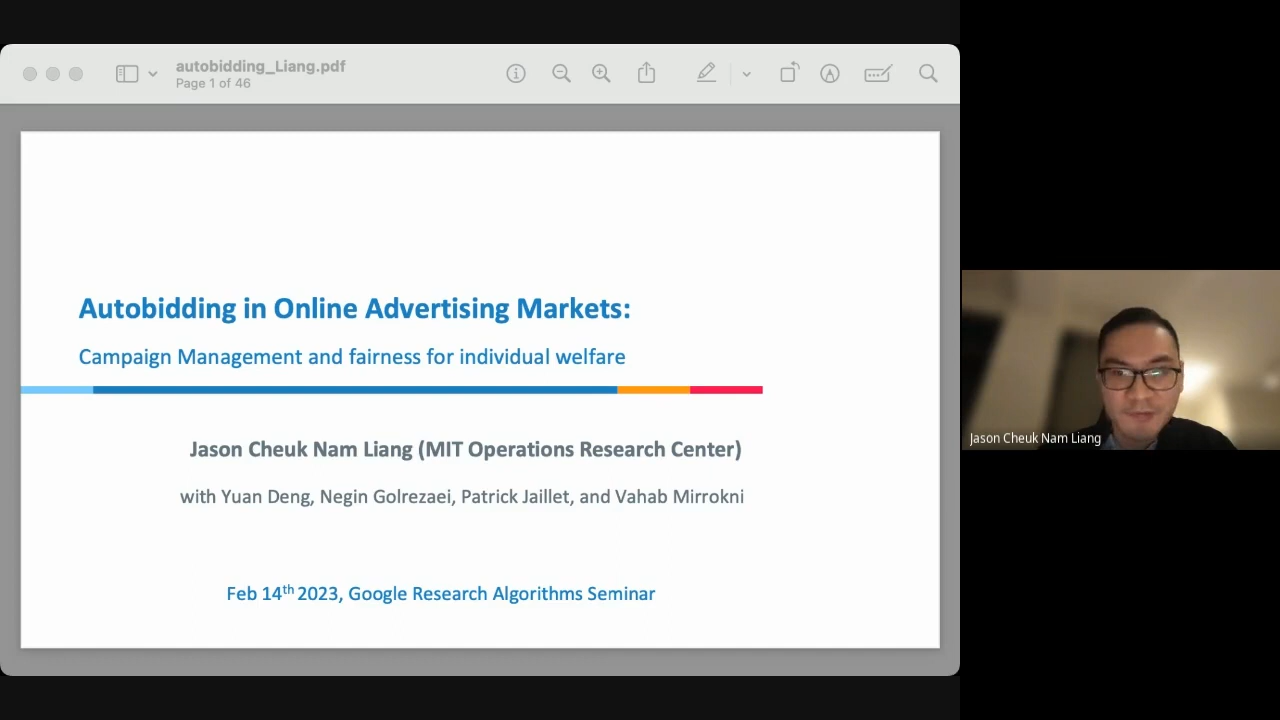 autobidding_Liang.pdf
Page 1 of 46
Autobidding in Online Advertising Markets:
Campaign Management and fairness for individual welfare
Jason Cheuk Nam Liang (MIT Operations Research Center)
with Yuan Deng, Negin Golrezaei, Patrick Jaillet, and Vahab Mirrokni
Feb 14th 2023, Google Research Algorithms Seminar
Jason Cheuk Nam Liang